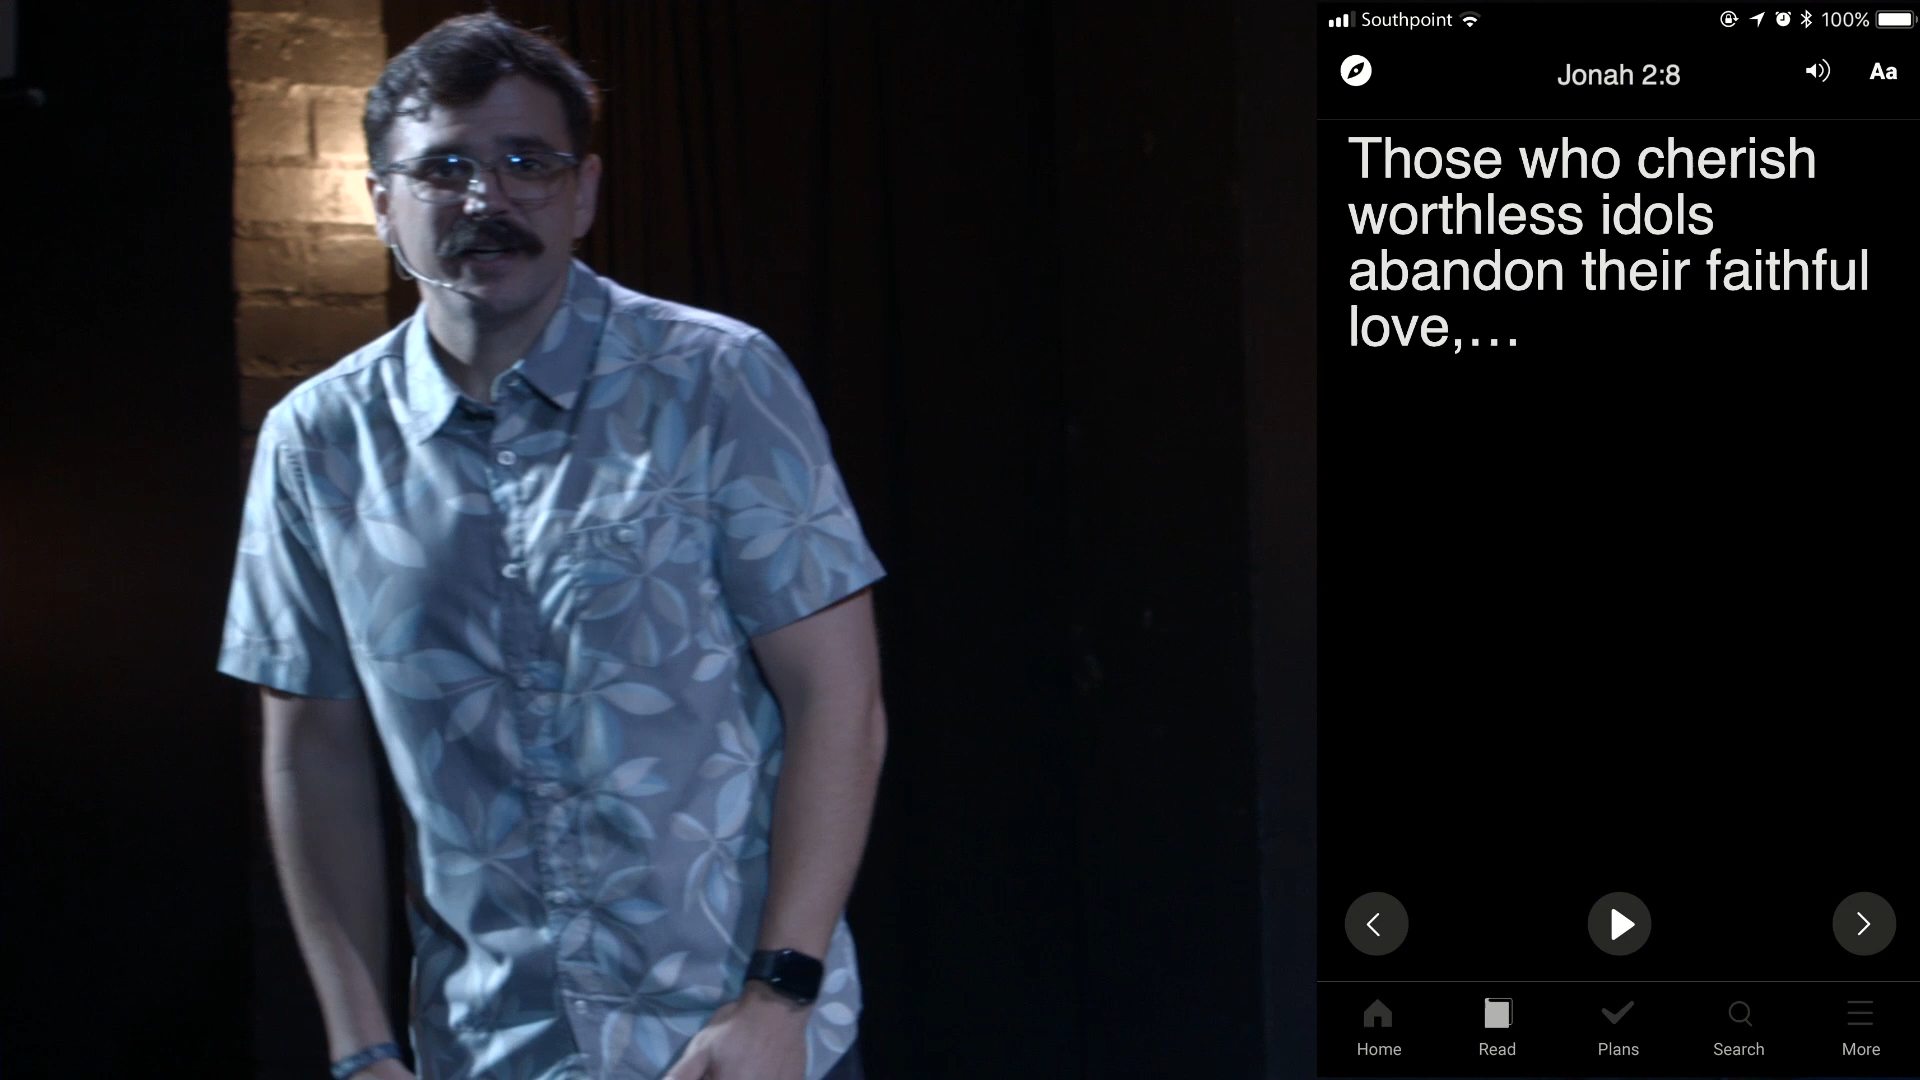 Southpoint 100%
Jonah 2:8 Aa
Those who cherish
worthless idols
abandon their faithful
love,…
Home Read Plans Search More